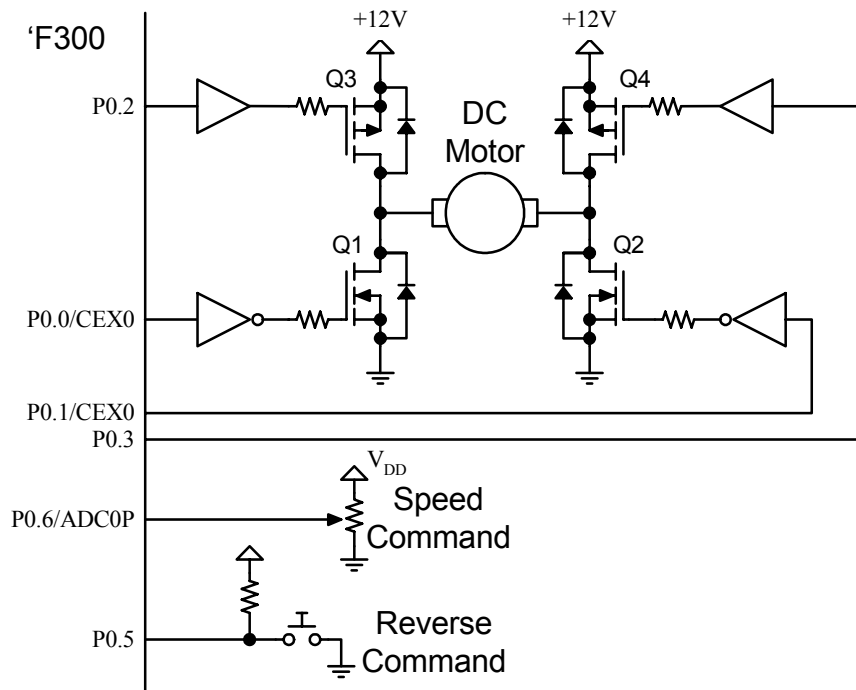 'F300
+12V
+12V
Q3
Q4
P0.2
DC
Motor
Q1
Q2
P0.0/CEX0
P0.1/CEX0
P0.3
V_DD
P0.6/ADC0P
Speed
Command
P0.5
Reverse
Command